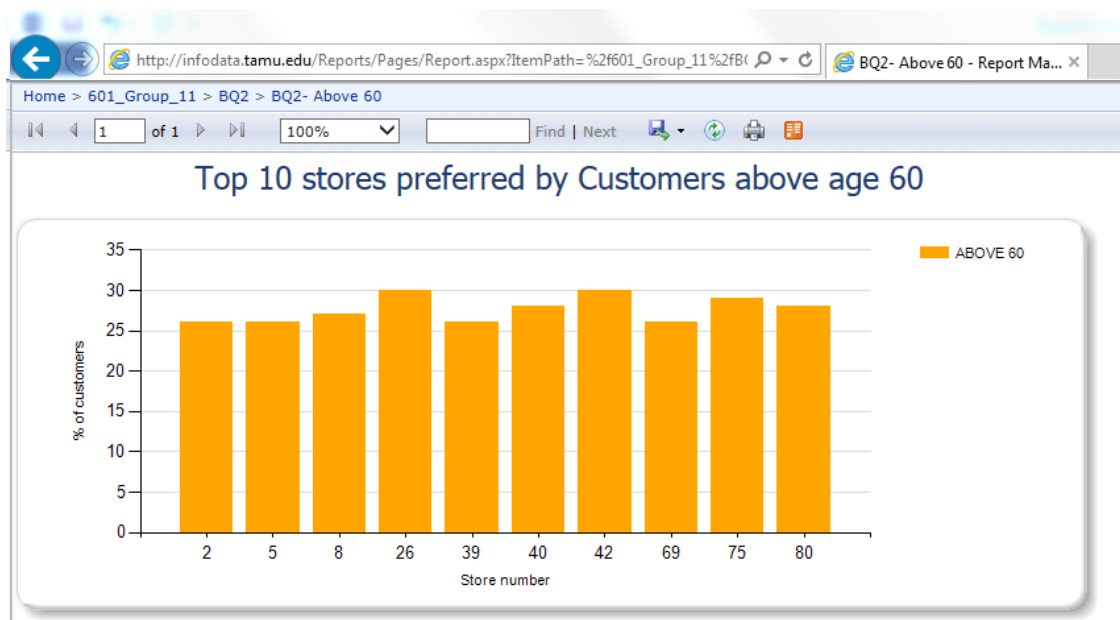 http://infodata.tamu.edu/Reports/Pages/Report.aspx?ItemPath=%2f601_Group_11%2fB( BQ2- Above 60 - Report Ma...
Home > 601_Group_11 > BQ2 > BQ2- Above 60
1 of 1 100% Find | Next
Top 10 stores preferred by Customers above age 60
ABOVE 60
35
30
25
20
15
10
5
0
% of customers
2 5 8 26 39 40 42 69 75 80
Store number